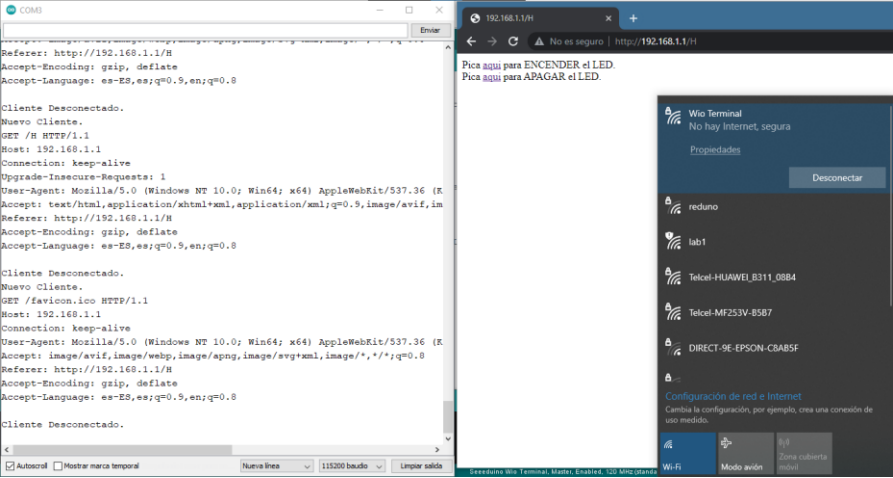 COM3
Enviar
Referer: http://192.168.1.1/H
Accept-Encoding: gzip, deflate
Accept-Language: es-ES,es;q=0.9,en;q=0.8
Cliente Desconectado.
Nuevo Cliente.
GET /H HTTP/1.1
Host: 192.168.1.1
Connection: keep-alive
Upgrade-Insecure-Requests: 1
User-Agent: Mozilla/5.0 (Windows NT 10.0; Win64; x64) AppleWebKit/537.36 (K
Accept: text/html,application/xhtml+xml,application/xml;q=0.9,image/avif,im
Referer: http://192.168.1.1/H
Accept-Encoding: gzip, deflate
Accept-Language: es-ES,es;q=0.9,en;q=0.8
Cliente Desconectado.
Nuevo Cliente.
GET /favicon.ico HTTP/1.1
Host: 192.168.1.1
Connection: keep-alive
User-Agent: Mozilla/5.0 (Windows NT 10.0; Win64; x64) AppleWebKit/537.36 (K
Accept: image/avif,image/webp,image/apng,image/svg+xml,image/*,*/*;q=0.8
Referer: http://192.168.1.1/H
Accept-Encoding: gzip, deflate
Accept-Language: es-ES,es;q=0.9,en;q=0.8
Cliente Desconectado.
Autoscroll Mostrar marca temporal Nueva línea 115200 baudio Limpiar salida
192.168.1.1/H
No es seguro | http://192.168.1.1/H
Pica aqui para ENCENDER el LED.
Pica aqui para APAGAR el LED.
Wio Terminal
No hay Internet, segura
Propiedades
Desconectar
reduno
lab1
Telcel-HUAWEI_B311_08B4
Telcel-MF253V-B5B7
DIRECT-9E-EPSON-C8AB5F
Configuración de red e Internet
Cambia la configuración, por ejemplo, crea una conexión de
uso medido.
Wi-Fi
Modo avión
Zona cubierta
móvil
Seeeduino Wio Terminal, Master, Enabled, 120 MHz (standa